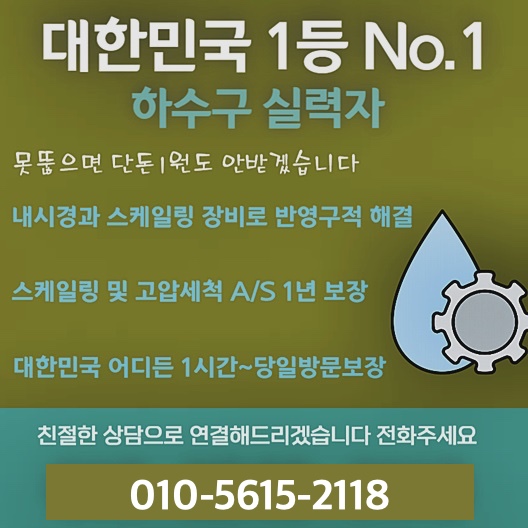 대한민국 1등 No.1
하수구 실력자
못뚫으면 단돈1원도 안받겠습니다
내시경과 스케일링 장비로 반영구적 해결
스케일링 및 고압세척 A/S 1년 보장
대한민국 어디든 1시간~당일방문보장
친절한 상담으로 연결해드리겠습니다 전화주세요
010-5615-2118